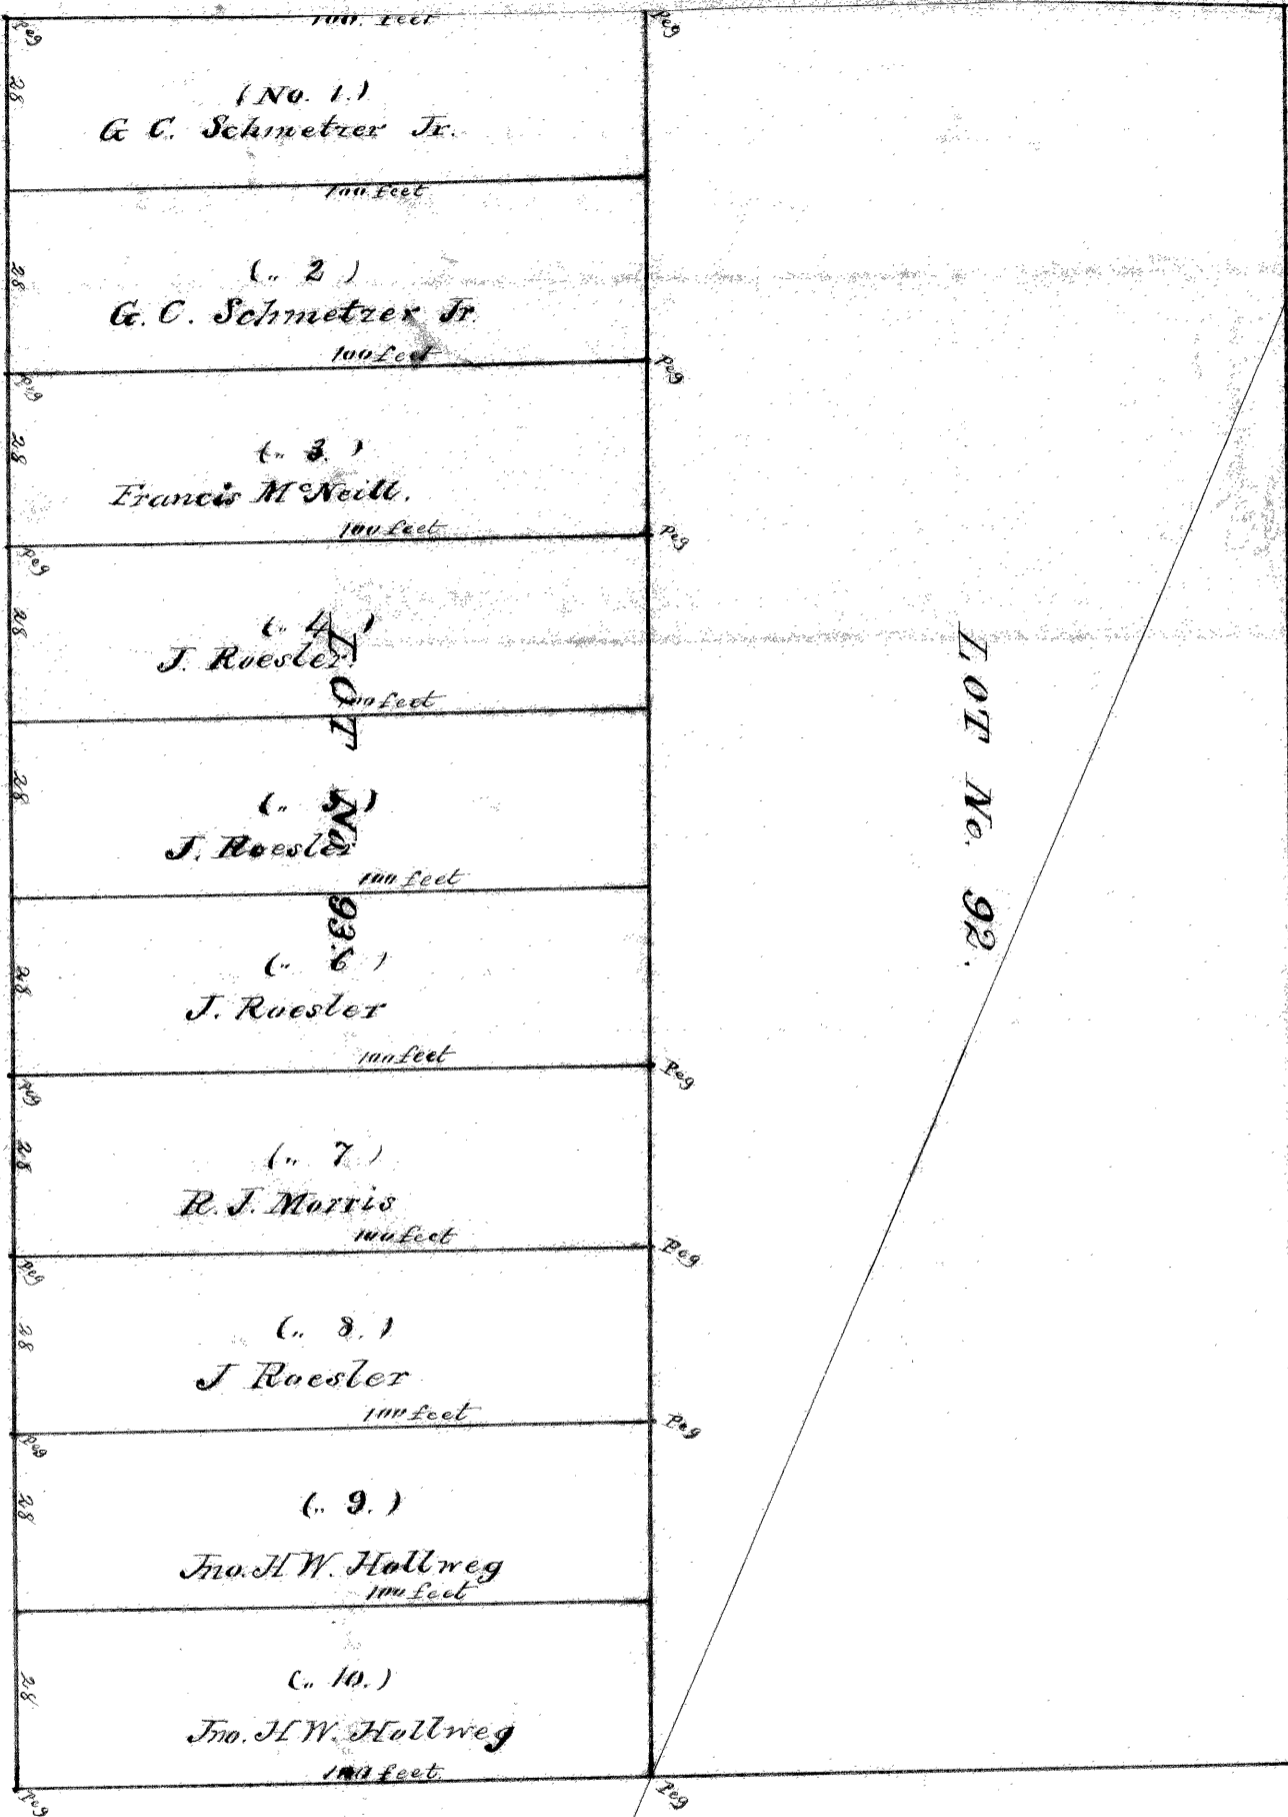 100. feet
Peg
Peg
28
(No. 1.)
G C. Schmetzer Jr.
100 feet
28
(„ 2 )
G. C. Schmetzer Jr
100 feet
Peg
Peg
28
(„ 3. )
Francis McNeill.
100 feet
Peg
Peg
28
(„ 4 )
J. Roesler.
100 feet
28
(„ 5 )
J. Roesler
100 feet
28
(„ 6 )
J. Roesler
100 feet
Peg
Peg
28
(„ 7 )
R. J. Morris
100 feet
Peg
Peg
28
(„ 8. )
J Roesler
100 feet
Peg
Peg
28
(„ 9. )
Jno. H W. Hollweg
100 feet
28
(„ 10.)
Jno. H W. Hollweg
100 feet.
Peg
Peg
LOT No. 93.
LOT No. 92.